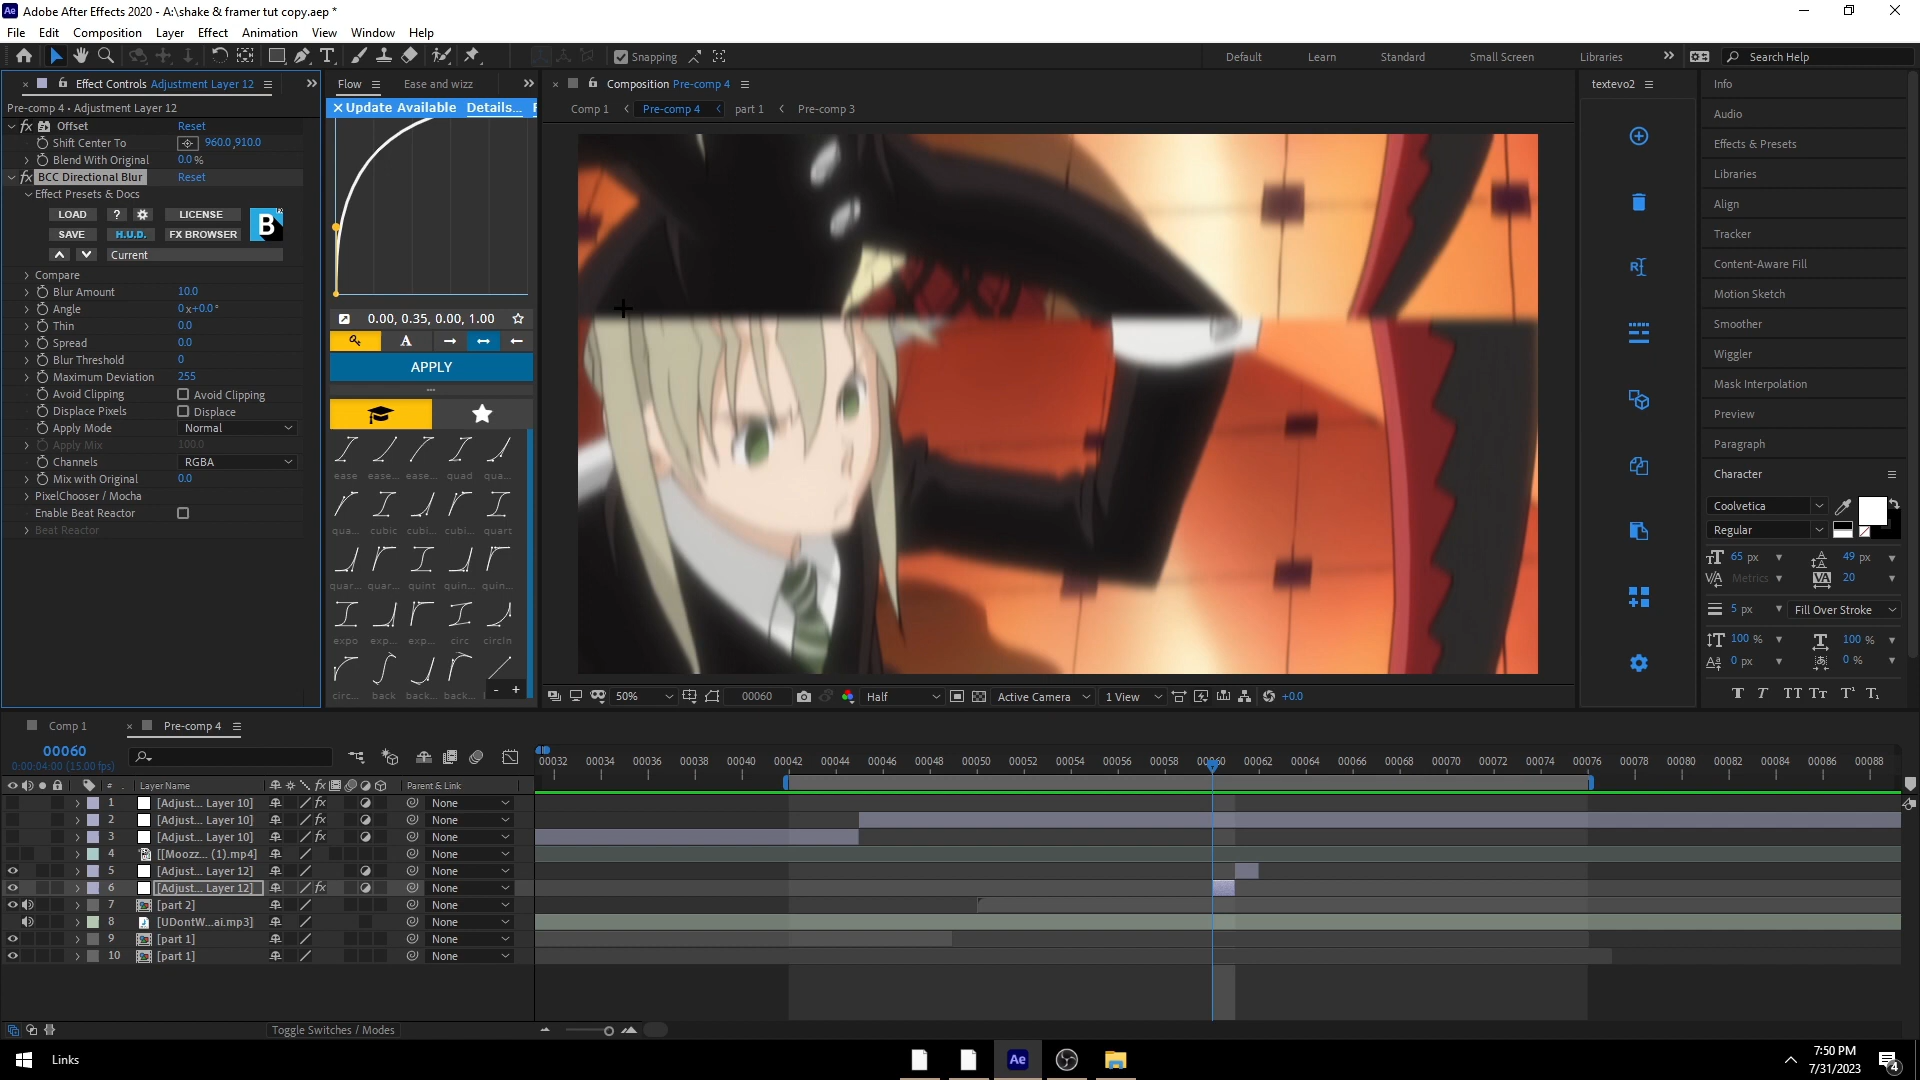 Adobe After Effects 2020 - A:\shake & framer tut copy.aep *
File Edit Composition Layer Effect Animation View Window Help
Snapping Default Learn Standard Small Screen Libraries Search Help
Effect Controls Adjustment Layer 12
Pre-comp 4 • Adjustment Layer 12
Offset Reset
Shift Center To 960.0,910.0
Blend With Original 0.0 %
BCC Directional Blur Reset
Effect Presets & Docs
LOAD ? LICENSE
SAVE H.U.D. FX BROWSER
Current
Compare
Blur Amount 10.0
Angle 0x+0.0°
Thin 0.0
Spread 0.0
Blur Threshold 0
Maximum Deviation 255
Avoid Clipping Avoid Clipping
Displace Pixels Displace
Apply Mode Normal
Apply Mix 100.0
Channels RGBA
Mix with Original 0.0
PixelChooser / Mocha
Enable Beat Reactor
Beat Reactor
Flow Ease and wizz
Update Available Details...
0.00, 0.35, 0.00, 1.00
A
APPLY
ease ease... ease... quad qua...
qua... cubic cubi... cubi... quart
quar... quar... quint quin... quin...
expo exp... exp... circ circIn
circ... back back... back...
- +
Composition Pre-comp 4
Comp 1 Pre-comp 4 part 1 Pre-comp 3
50% 00060 Half Active Camera 1 View +0.0
textevo2
Info
Audio
Effects & Presets
Libraries
Align
Tracker
Content-Aware Fill
Motion Sketch
Smoother
Wiggler
Mask Interpolation
Preview
Paragraph
Character
Coolvetica
Regular
65 px 49 px
Metrics 20
5 px Fill Over Stroke
100 % 100 %
0 px 0 %
T T TT Tт T¹ T₁
Comp 1 Pre-comp 4
00060
0:00:04:00 (15.00 fps)
00032 00034 00036 00038 00040 00042 00044 00046 00048 00050 00052 00054 00056 00058 00060 00062 00064 00066 00068 00070 00072 00074 00076 00078 00080 00082 00084 00086 00088
# Layer Name Parent & Link
1 [Adjust... Layer 10] None
2 [Adjust... Layer 10] None
3 [Adjust... Layer 10] None
4 [[Moozz... (1).mp4] None
5 [Adjust... Layer 12] None
6 [Adjust... Layer 12] None
7 [part 2] None
8 [UDontW...ai.mp3] None
9 [part 1] None
10 [part 1] None
Toggle Switches / Modes
Links
Ae
7:50 PM
7/31/2023
4